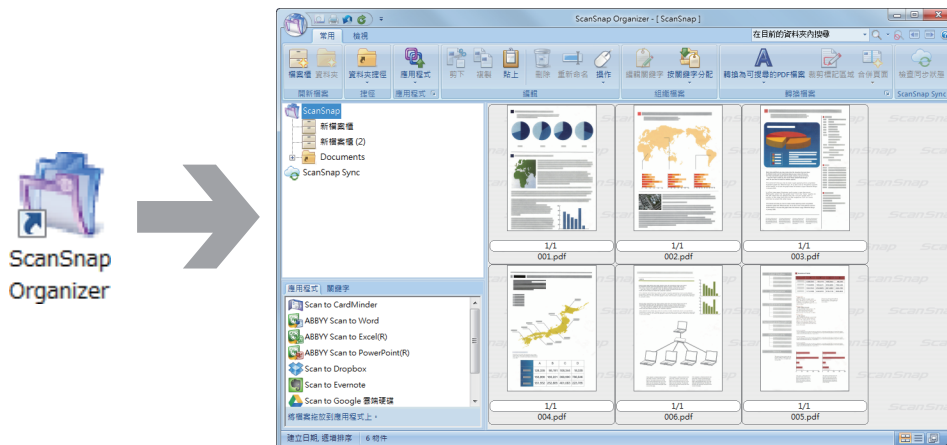 ScanSnap
Organizer
ScanSnap Organizer - [ ScanSnap ]
常用 檢視
在目前的資料夾內搜尋
檔案櫃 資料夾 資料夾捷徑 應用程式 剪下 複製 貼上 刪除 重新命名 操作 編輯關鍵字 按關鍵字分配 轉換為可搜尋的PDF檔案 裁剪標記區域 合併頁面 檢查同步狀態
開新檔案 捷徑 應用程式 編輯 組織檔案 轉換檔案 ScanSnap Sync
ScanSnap
新檔案櫃
新檔案櫃 (2)
Documents
ScanSnap Sync
1/1
001.pdf
1/1
002.pdf
1/1
003.pdf
應用程式 關鍵字
Scan to CardMinder
ABBYY Scan to Word
ABBYY Scan to Excel(R)
ABBYY Scan to PowerPoint(R)
Scan to Dropbox
Scan to Evernote
Scan to Google 雲端硬碟
將檔案拖放到應用程式上。
1/1
004.pdf
1/1
006.pdf
1/1
005.pdf
建立日期, 遞增排序 6 物件